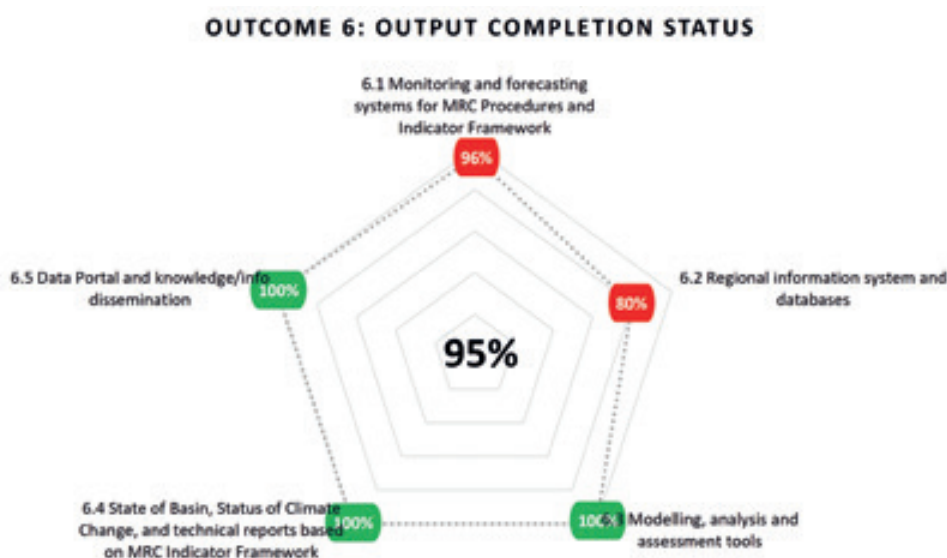 OUTCOME 6: OUTPUT COMPLETION STATUS
6.1 Monitoring and forecasting
systems for MRC Procedures and
Indicator Framework
96%
6.5 Data Portal and knowledge/info
dissemination
100%
6.2 Regional information system and
databases
80%
95%
6.4 State of Basin, Status of Climate
Change, and technical reports based
on MRC Indicator Framework
100%
100%
6.3 Modelling, analysis and
assessment tools